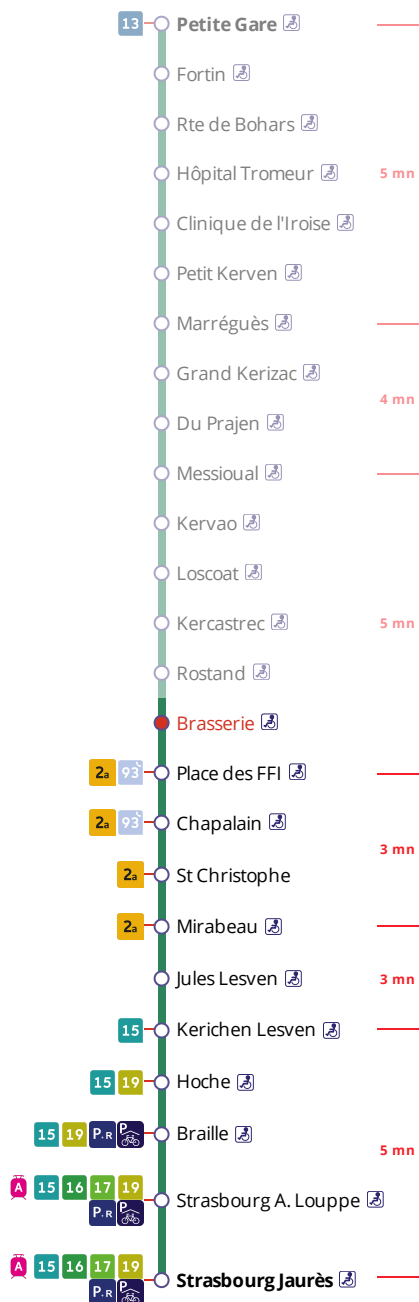 13 Petite Gare
Fortin
Rte de Bohars
Hôpital Tromeur 5 mn
Clinique de l'Iroise
Petit Kerven
Marréguès
Grand Kerizac
4 mn
Du Prajen
Messioual
Kervao
Loscoat
Kercastrec 5 mn
Rostand
Brasserie
2a 93 Place des FFI
2a 93 Chapalain
3 mn
2a St Christophe
2a Mirabeau
Jules Lesven 3 mn
15 Kerichen Lesven
15 19 Hoche
15 19 P+R P Braille
5 mn
A 15 16 17 19
Strasbourg A. Louppe
P+R P
A 15 16 17 19
Strasbourg Jaurès
P+R P